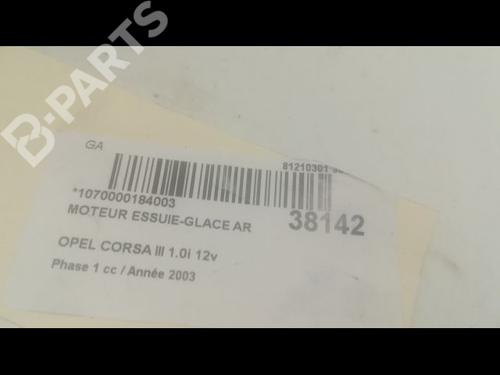 B-PARTS
GA
81210301
*1070000184003
MOTEUR ESSUIE-GLACE AR
38142
OPEL CORSA III 1.0i 12v
Phase 1 cc / Année 2003